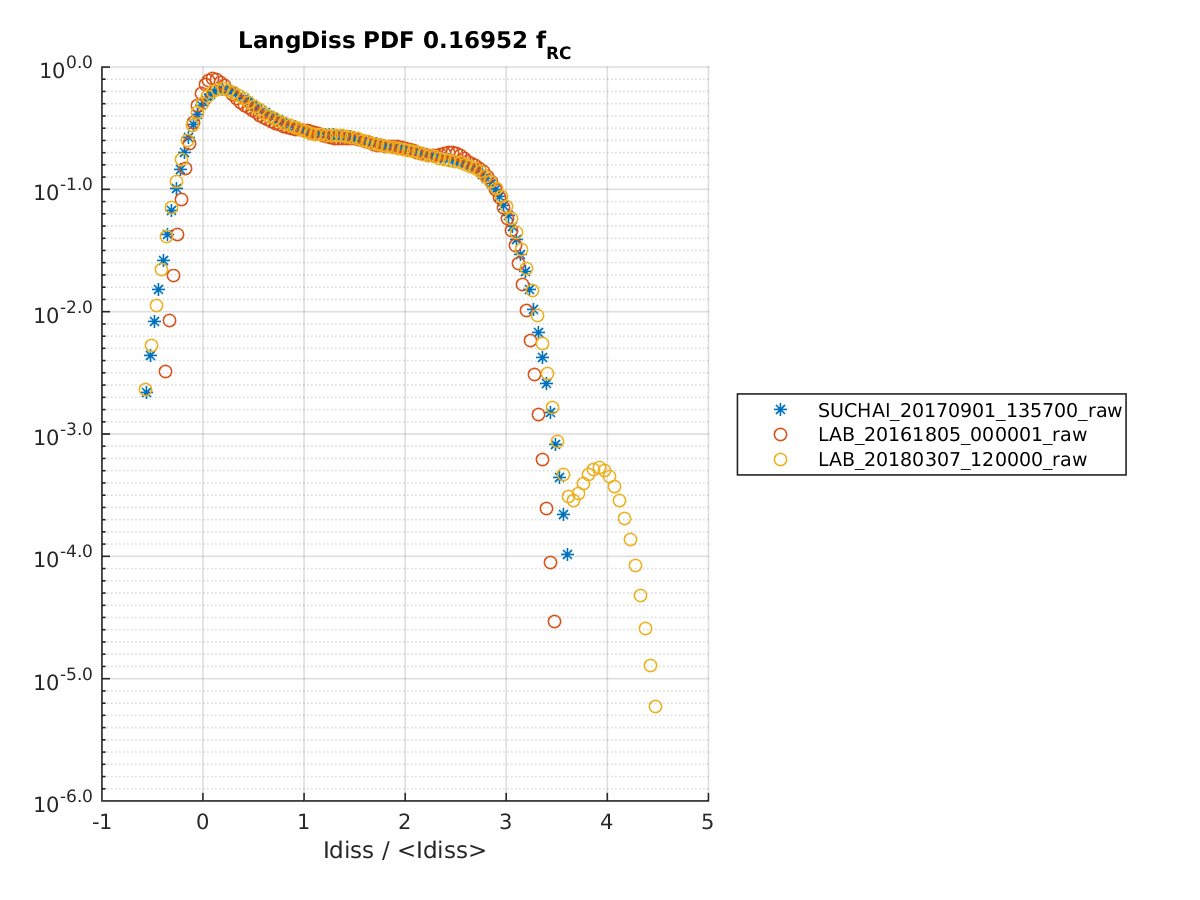 LangDiss PDF 0.16952 f_RC
10^0.0
10^-1.0
10^-2.0
10^-3.0
10^-4.0
10^-5.0
10^-6.0
-1 0 1 2 3 4 5
Idiss / <Idiss>
SUCHAI_20170901_135700_raw
LAB_20161805_000001_raw
LAB_20180307_120000_raw